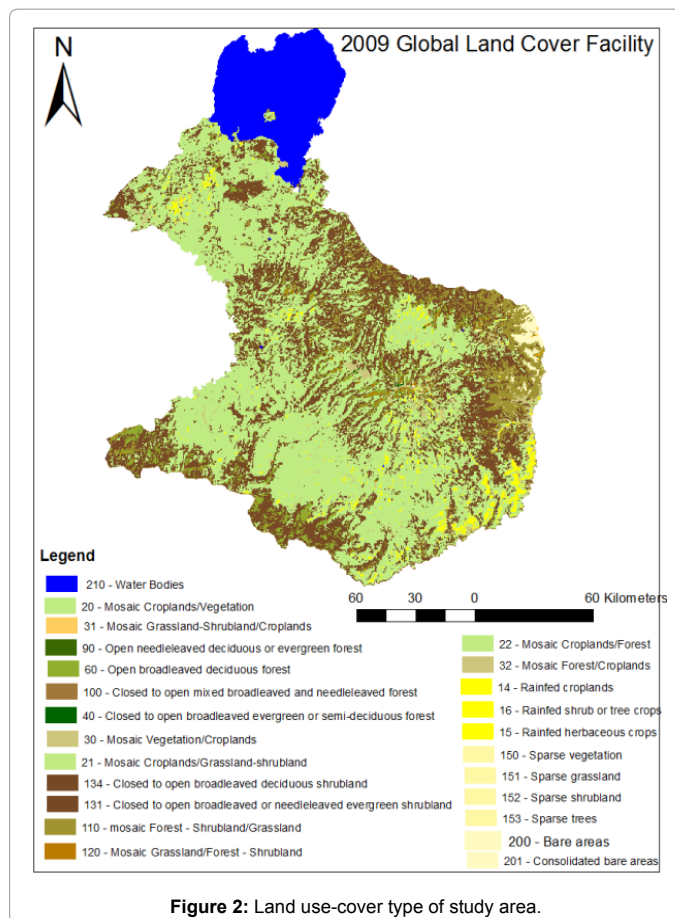 2009 Global Land Cover Facility
N
Legend
210 - Water Bodies
20 - Mosaic Croplands/Vegetation
31 - Mosaic Grassland-Shrubland/Croplands
90 - Open needleleaved deciduous or evergreen forest
60 - Open broadleaved deciduous forest
100 - Closed to open mixed broadleaved and needleleaved forest
40 - Closed to open broadleaved evergreen or semi-deciduous forest
30 - Mosaic Vegetation/Croplands
21 - Mosaic Croplands/Grassland-shrubland
134 - Closed to open broadleaved deciduous shrubland
131 - Closed to open broadleaved or needleleaved evergreen shrubland
110 - mosaic Forest - Shrubland/Grassland
120 - Mosaic Grassland/Forest - Shrubland
60 30 0 60 Kilometers
22 - Mosaic Croplands/Forest
32 - Mosaic Forest/Croplands
14 - Rainfed croplands
16 - Rainfed shrub or tree crops
15 - Rainfed herbaceous crops
150 - Sparse vegetation
151 - Sparse grassland
152 - Sparse shrubland
153 - Sparse trees
200 - Bare areas
201 - Consolidated bare areas
Figure 2: Land use-cover type of study area.